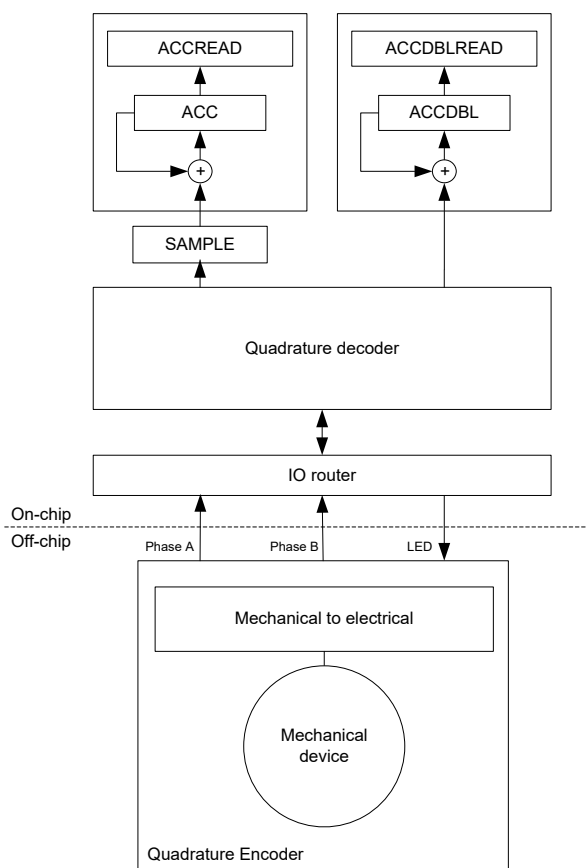 ACCREAD
ACCDBLREAD
ACC
ACCDBL
+
+
SAMPLE
Quadrature decoder
IO router
On-chip
Off-chip
Phase A
Phase B
LED
Mechanical to electrical
Mechanical
device
Quadrature Encoder